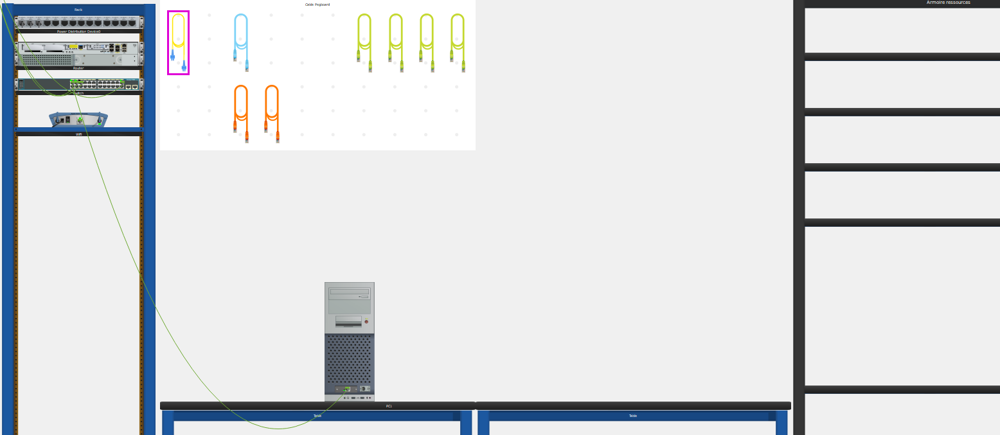 Rack
Power Distribution Device0
Router
Switch
Wifi
Cable Pegboard
PC1
Table
Table
Armoire ressources